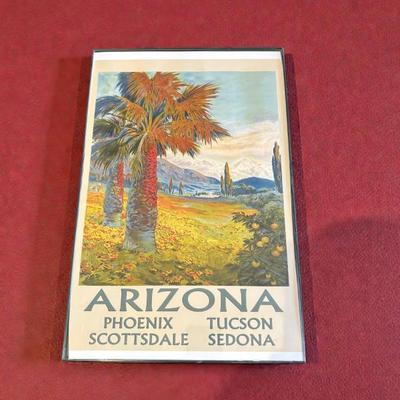 ARIZONA
PHOENIX TUCSON
SCOTTSDALE SEDONA